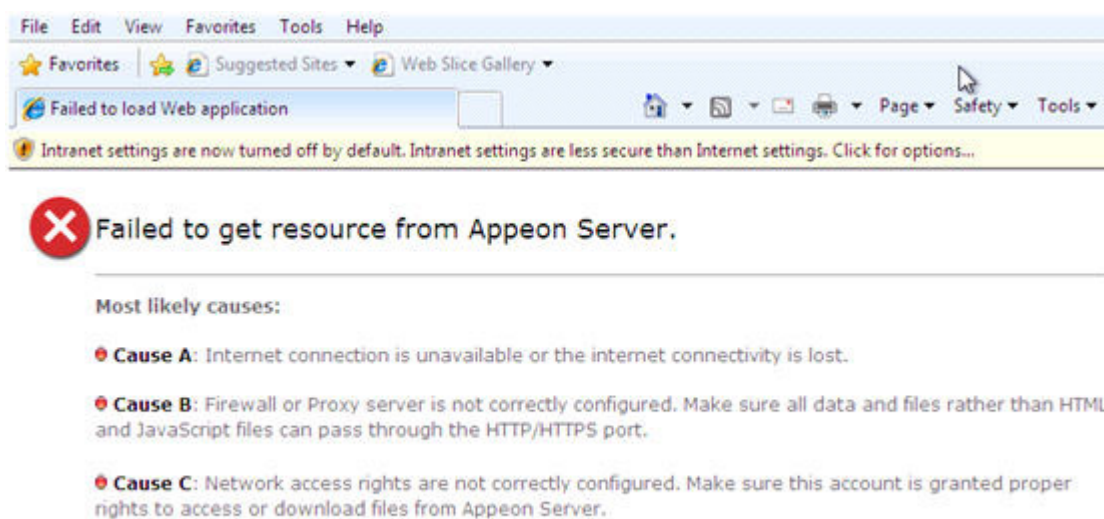 File Edit View Favorites Tools Help
Favorites Suggested Sites Web Slice Gallery
Failed to load Web application Page Safety Tools
Intranet settings are now turned off by default. Intranet settings are less secure than Internet settings. Click for options...
Failed to get resource from Appeon Server.
Most likely causes:
Cause A: Internet connection is unavailable or the internet connectivity is lost.
Cause B: Firewall or Proxy server is not correctly configured. Make sure all data and files rather than HTML
and JavaScript files can pass through the HTTP/HTTPS port.
Cause C: Network access rights are not correctly configured. Make sure this account is granted proper
rights to access or download files from Appeon Server.